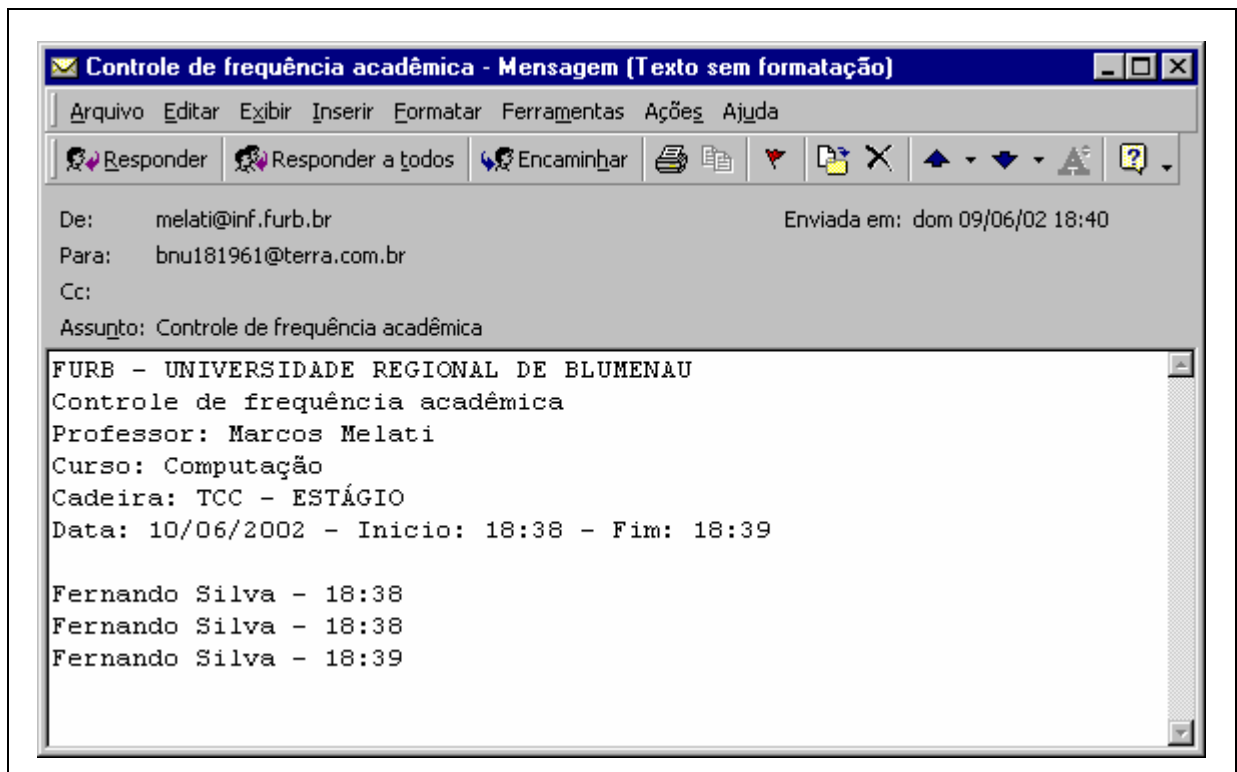 Controle de frequência acadêmica - Mensagem (Texto sem formatação)
Arquivo Editar Exibir Inserir Formatar Ferramentas Ações Ajuda
Responder Responder a todos Encaminhar
De: melati@inf.furb.br Enviada em: dom 09/06/02 18:40
Para: bnu181961@terra.com.br
Cc:
Assunto: Controle de frequência acadêmica
FURB - UNIVERSIDADE REGIONAL DE BLUMENAU
Controle de frequência acadêmica
Professor: Marcos Melati
Curso: Computação
Cadeira: TCC - ESTÁGIO
Data: 10/06/2002 - Inicio: 18:38 - Fim: 18:39
Fernando Silva - 18:38
Fernando Silva - 18:38
Fernando Silva - 18:39